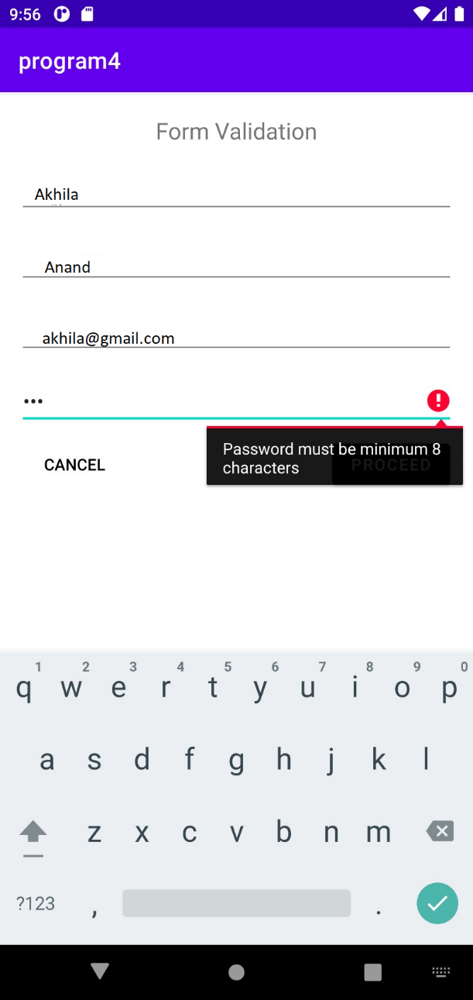 9:56
program4
Form Validation
Akhila
Anand
akhila@gmail.com
•••
Password must be minimum 8
characters
CANCEL
PROCEED
1 2 3 4 5 6 7 8 9 0
q w e r t y u i o p
a s d f g h j k l
z x c v b n m
?123 , .